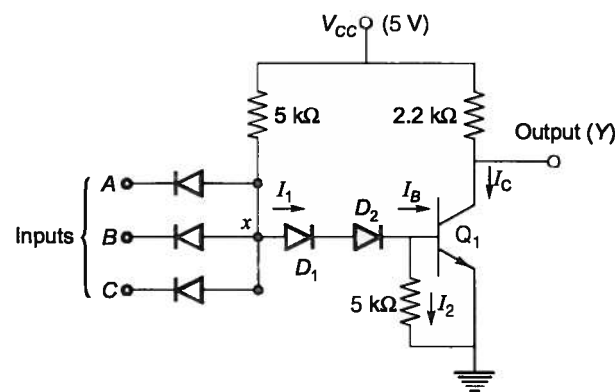 V_CC (5 V)
5 kΩ
2.2 kΩ
Output (Y)
A
I_1
I_B
I_C
D_2
Inputs
B
x
Q_1
D_1
C
5 kΩ
I_2